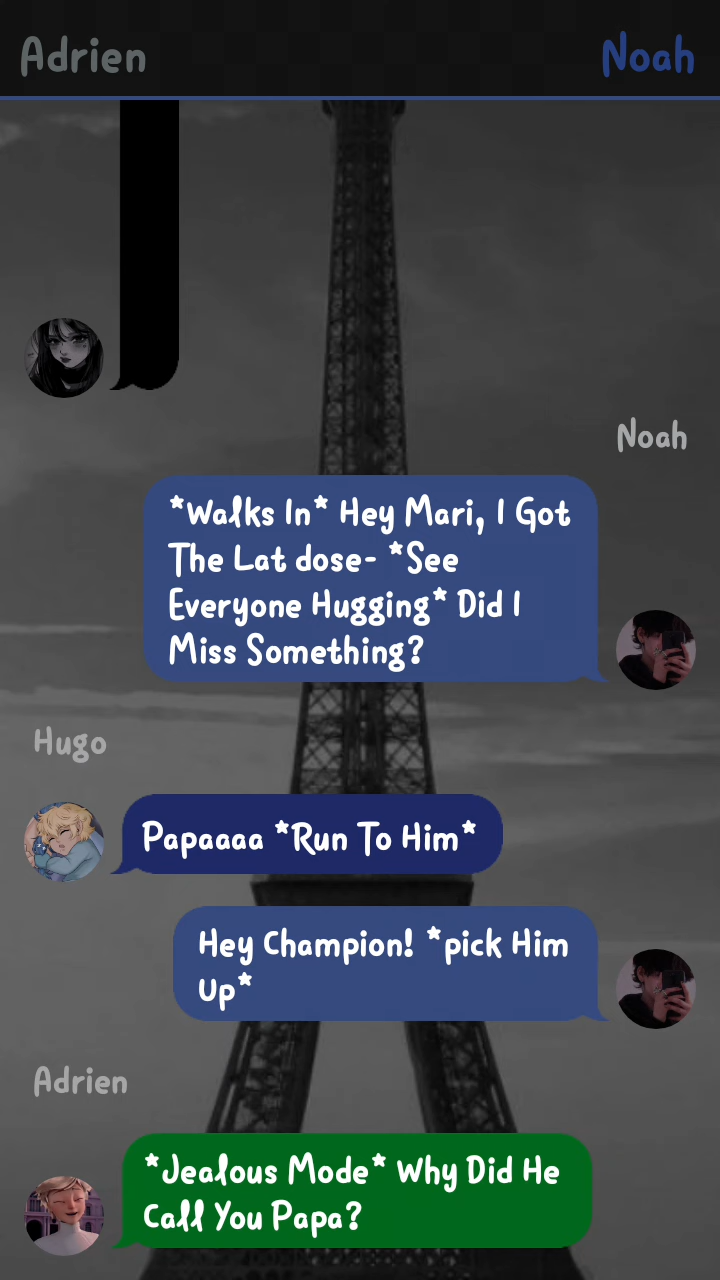 Adrien
Noah
Noah
*Walks In* Hey Mari, I Got
The Lat dose- *See
Everyone Hugging* Did I
Miss Something?
Hugo
Papaaaa *Run To Him*
Hey Champion! *pick Him
Up*
Adrien
*Jealous Mode* Why Did He
Call You Papa?